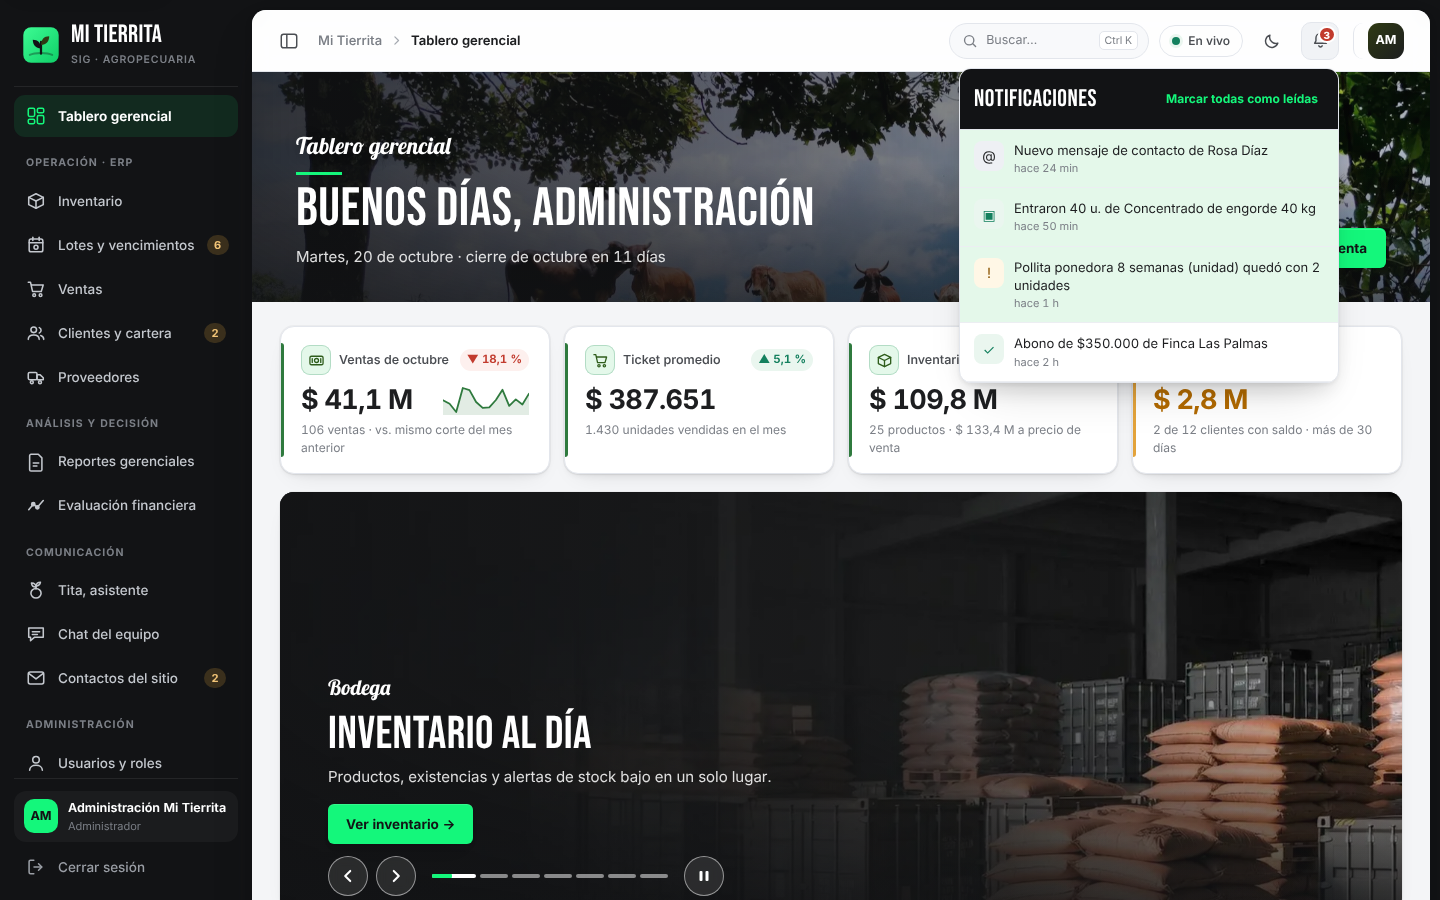 MI TIERRITA
SIG · AGROPECUARIA
Tablero gerencial
OPERACIÓN · ERP
Inventario
Lotes y vencimientos 6
Ventas
Clientes y cartera 2
Proveedores
ANÁLISIS Y DECISIÓN
Reportes gerenciales
Evaluación financiera
COMUNICACIÓN
Tita, asistente
Chat del equipo
Contactos del sitio 2
ADMINISTRACIÓN
Usuarios y roles
AM Administración Mi Tierrita
Administrador
Cerrar sesión
Mi Tierrita > Tablero gerencial
Buscar... Ctrl K
En vivo
3
AM
Tablero gerencial
BUENOS DÍAS, ADMINISTRACIÓN
Martes, 20 de octubre · cierre de octubre en 11 días
NOTIFICACIONES Marcar todas como leídas
@ Nuevo mensaje de contacto de Rosa Díaz
hace 24 min
Entraron 40 u. de Concentrado de engorde 40 kg
hace 50 min
! Pollita ponedora 8 semanas (unidad) quedó con 2
unidades
hace 1 h
✓ Abono de $350.000 de Finca Las Palmas
hace 2 h
enta
Ventas de octubre ▼ 18,1 %
$ 41,1 M
106 ventas · vs. mismo corte del mes
anterior
Ticket promedio ▲ 5,1 %
$ 387.651
1.430 unidades vendidas en el mes
Inventari
$ 109,8 M
25 productos · $ 133,4 M a precio de
venta
$ 2,8 M
2 de 12 clientes con saldo · más de 30
días
Bodega
INVENTARIO AL DÍA
Productos, existencias y alertas de stock bajo en un solo lugar.
Ver inventario →